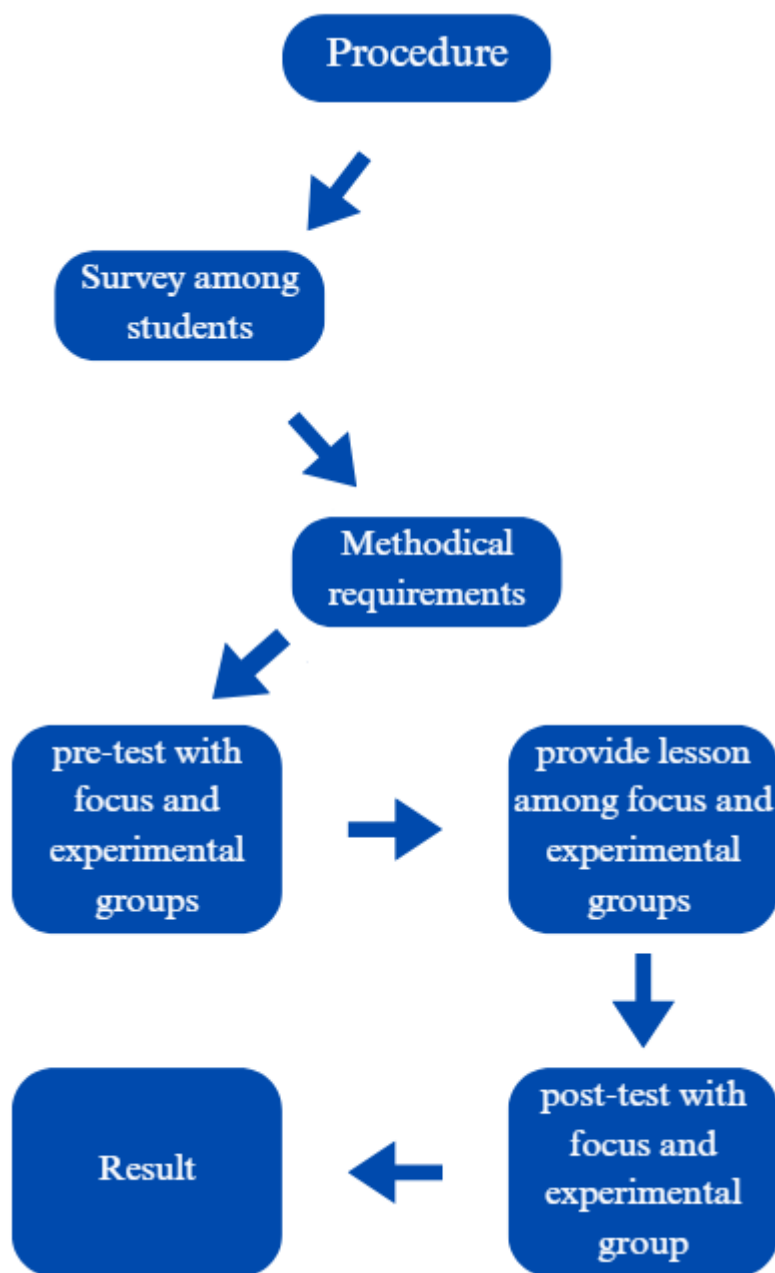 Procedure
Survey among
students
Methodical
requirements
pre-test with
focus and
experimental
groups
provide lesson
among focus and
experimental
groups
post-test with
focus and
experimental
group
Result